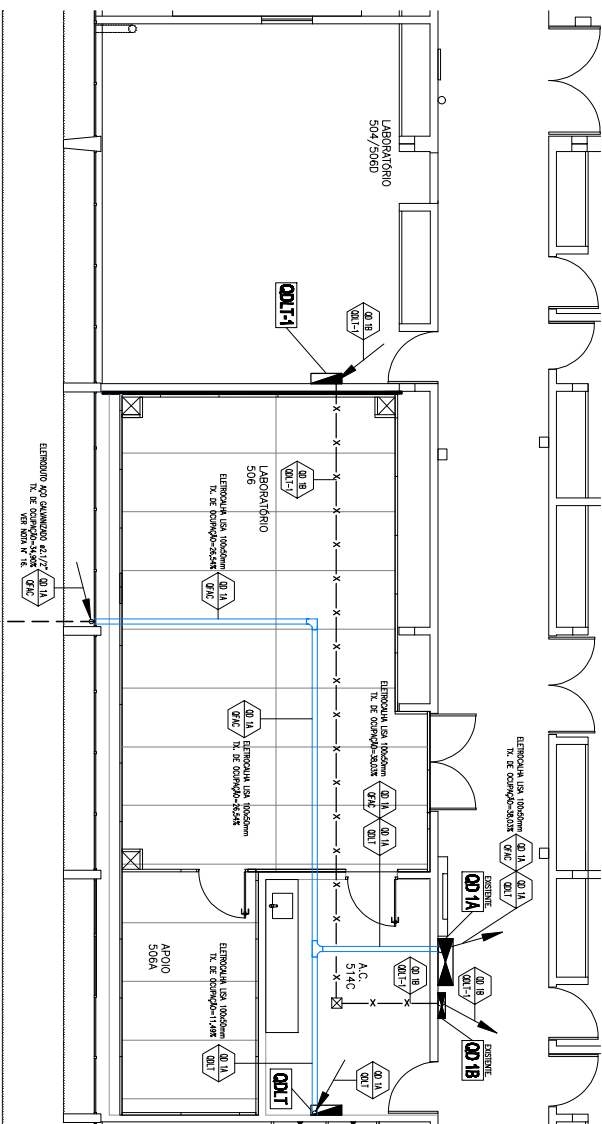 LABORATÓRIO
504/506D
QDLT-1
QD 1B
QDLT-1
LABORATÓRIO
506
QD 1B
QDLT-1
ELETROCALHA LISA 100x50mm
TX. DE OCUPAÇÃO=26,54%
QD 1A
QFAC
ELETRODUTO AÇO GALVANIZADO ø2.1/2"
TX. DE OCUPAÇÃO=34,90%
VER NOTA N° 16.
QD 1A
QFAC
QD 1A
QFAC
ELETROCALHA LISA 100x50mm
TX. DE OCUPAÇÃO=26,54%
ELETROCALHA LISA 100x50mm
TX. DE OCUPAÇÃO=38,03%
QD 1A
QFAC
QD 1A
QDLT
ELETROCALHA LISA 100x50mm
TX. DE OCUPAÇÃO=38,03%
QD 1A
QFAC
QD 1A
QDLT
EXISTENTE
QD 1A
A.C.
514C
QD 1B
QDLT-1
QD 1B
QDLT-1
EXISTENTE
QD 1B
APOIO
506A
ELETROCALHA LISA 100x50mm
TX. DE OCUPAÇÃO=11,49%
QD 1A
QDLT
QD 1A
QDLT
QDLT